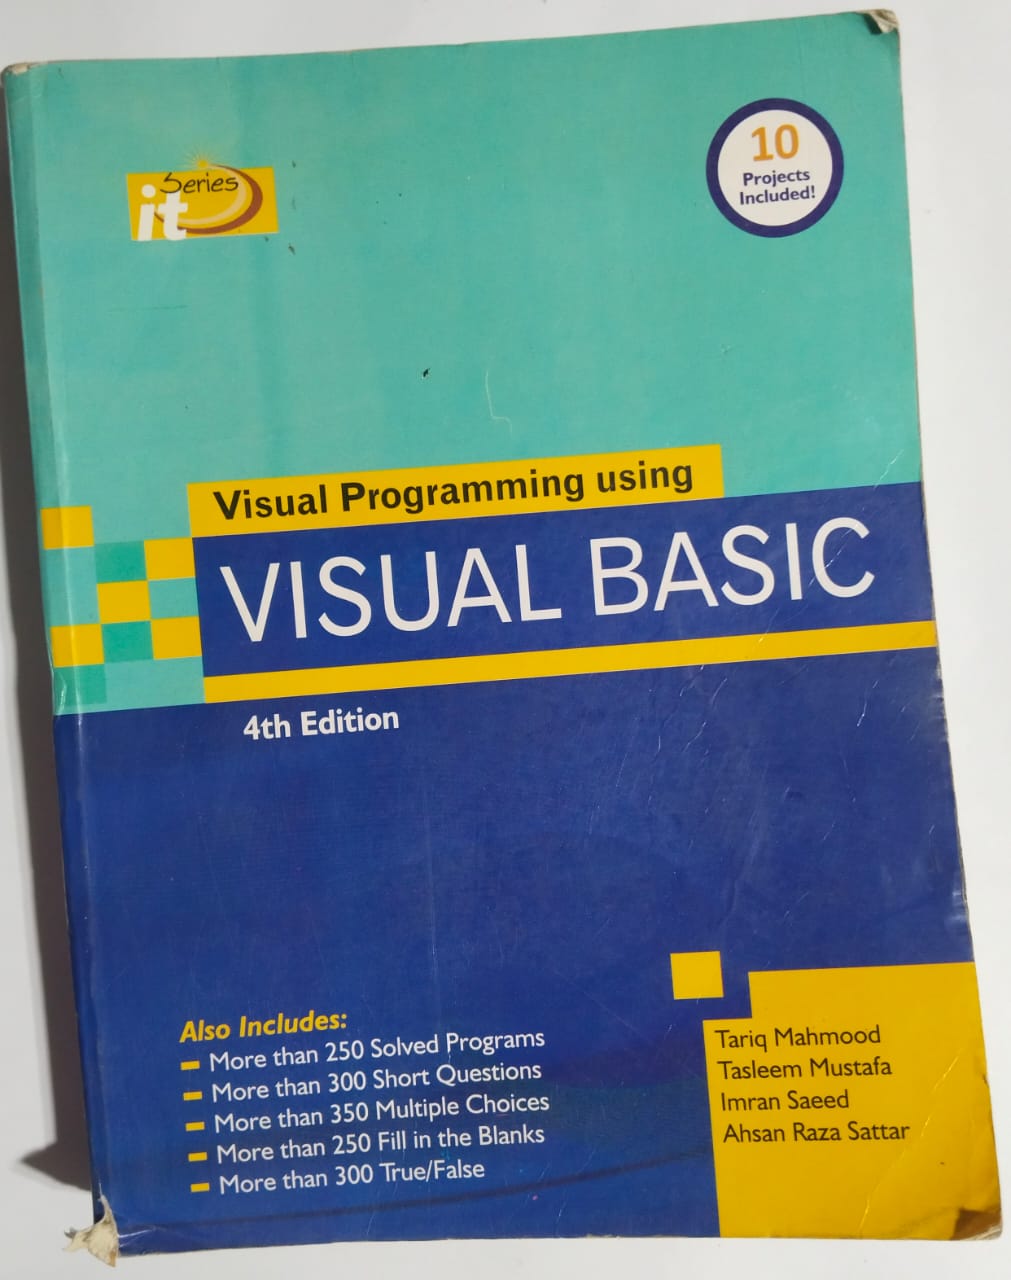 Series
it
10
Projects
Included!
Visual Programming using
VISUAL BASIC
4th Edition
Also Includes:
More than 250 Solved Programs
More than 300 Short Questions
More than 350 Multiple Choices
More than 250 Fill in the Blanks
More than 300 True/False
Tariq Mahmood
Tasleem Mustafa
Imran Saeed
Ahsan Raza Sattar